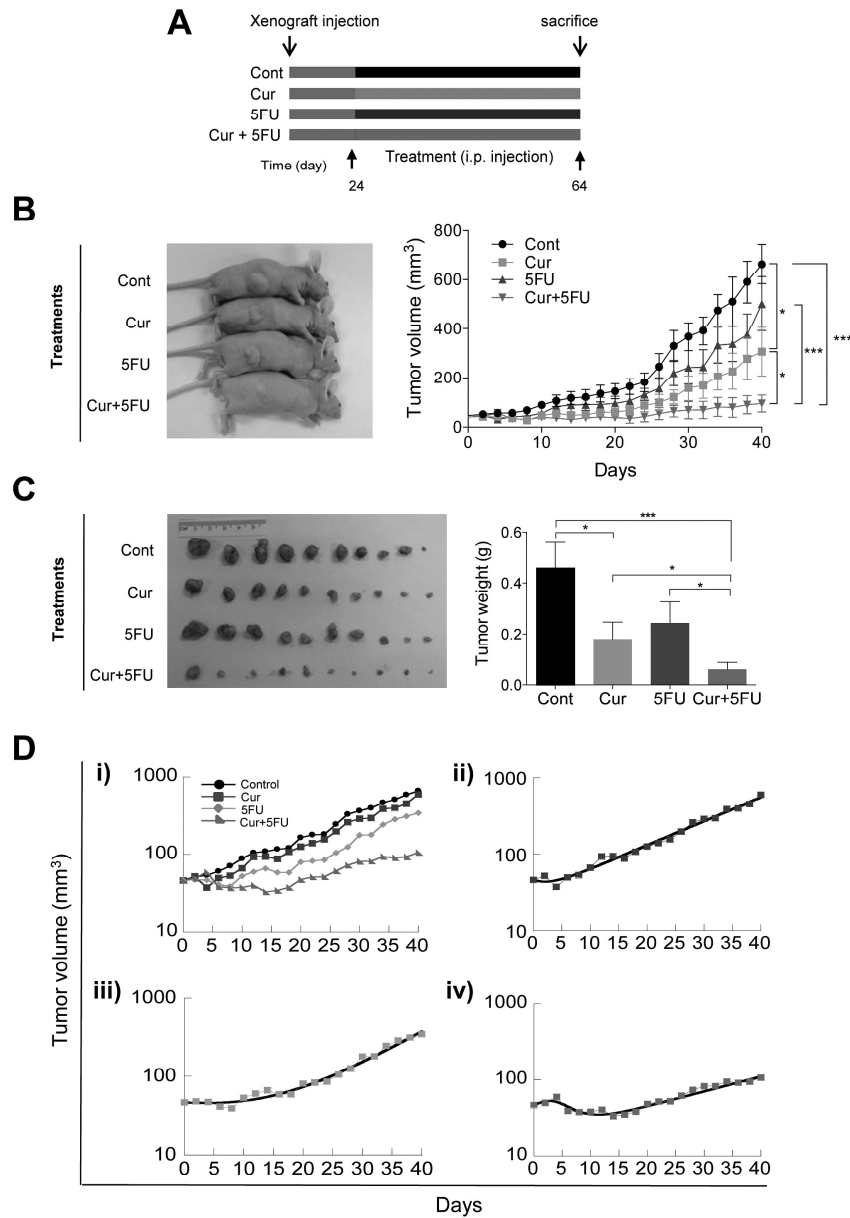 A
Xenograft injection
sacrifice
Cont
Cur
5FU
Cur + 5FU
Time (day)
Treatment (i.p. injection)
24
64
B
Treatments
Cont
Cur
5FU
Cur+5FU
Tumor volume (mm3)
800
600
400
200
0
Cont
Cur
5FU
Cur+5FU
*
*
***
***
0 10 20 30 40
Days
C
Treatments
Cont
Cur
5FU
Cur+5FU
Tumor weight (g)
0.6
0.4
0.2
0.0
***
*
*
*
Cont Cur 5FU Cur+5FU
D
Tumor volume (mm3)
i)
1000
100
10
Control
Cur
5FU
Cur+5FU
0 5 10 15 20 25 30 35 40
ii)
1000
100
10
0 5 10 15 20 25 30 35 40
iii)
1000
100
10
0 5 10 15 20 25 30 35 40
iv)
1000
100
10
0 5 10 15 20 25 30 35 40
Days